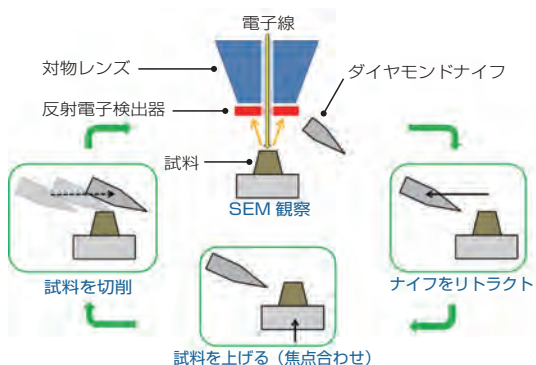 電子線
対物レンズ
ダイヤモンドナイフ
反射電子検出器
試料
SEM 観察
試料を切削
ナイフをリトラクト
試料を上げる（焦点合わせ）